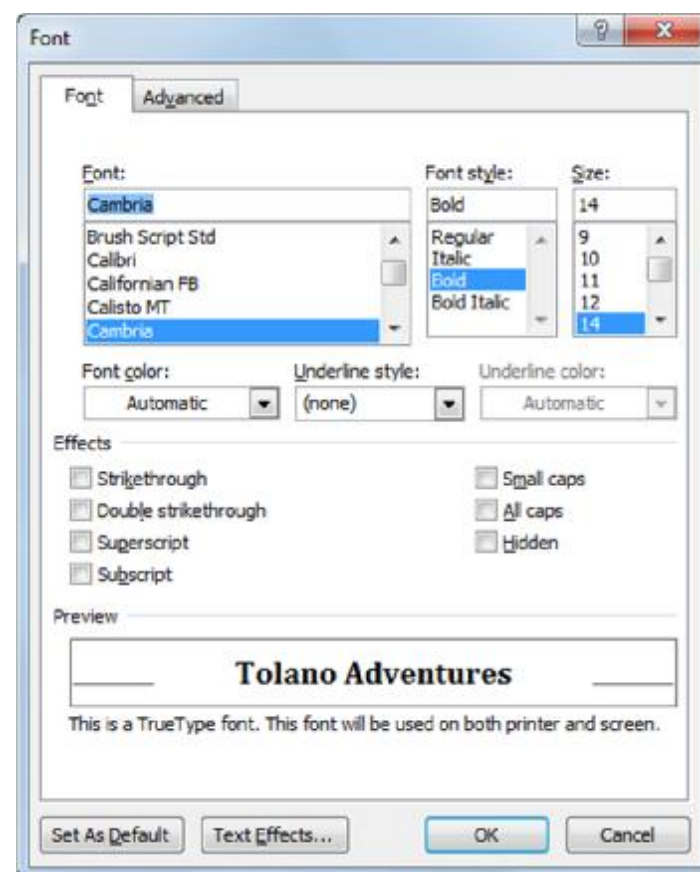 Font
Font Advanced
Font: Font style: Size:
Cambria Bold 14
Brush Script Std Regular 9
Calibri Italic 10
Californian FB Bold 11
Calisto MT Bold Italic 12
Cambria 14
Font color: Underline style: Underline color:
Automatic (none) Automatic
Effects
Strikethrough Small caps
Double strikethrough All caps
Superscript Hidden
Subscript
Preview
Tolano Adventures
This is a TrueType font. This font will be used on both printer and screen.
Set As Default Text Effects... OK Cancel